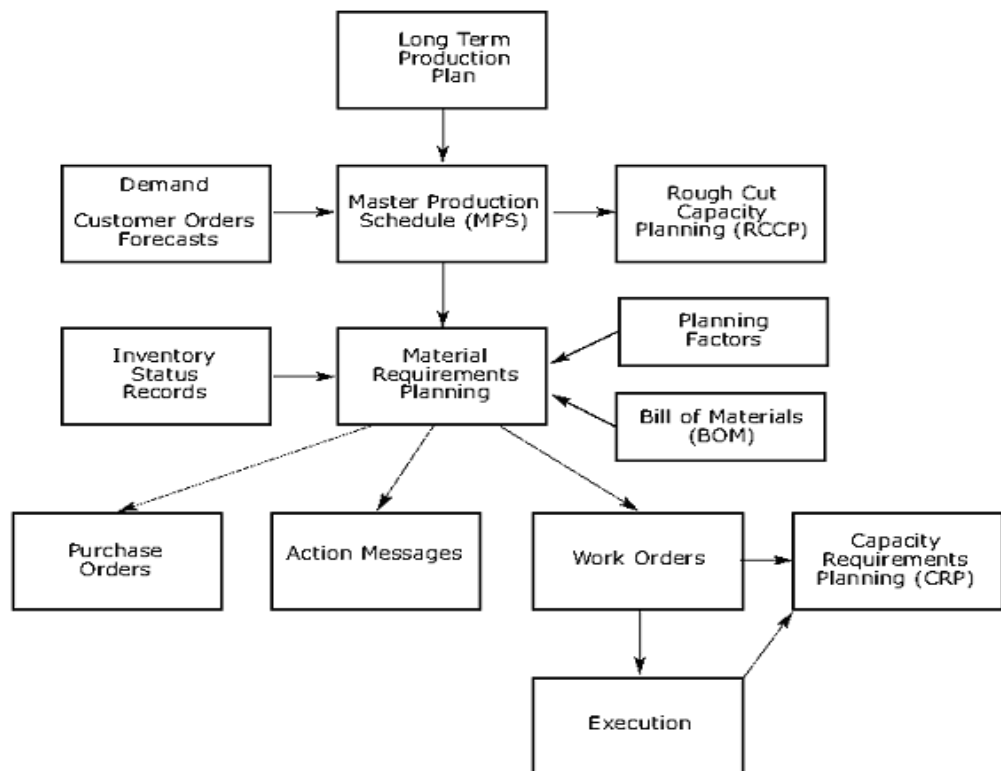 Long Term
Production
Plan
Demand
Customer Orders
Forecasts
Master Production
Schedule (MPS)
Rough Cut
Capacity
Planning (RCCP)
Inventory
Status
Records
Material
Requirements
Planning
Planning
Factors
Bill of Materials
(BOM)
Purchase
Orders
Action Messages
Work Orders
Capacity
Requirements
Planning (CRP)
Execution